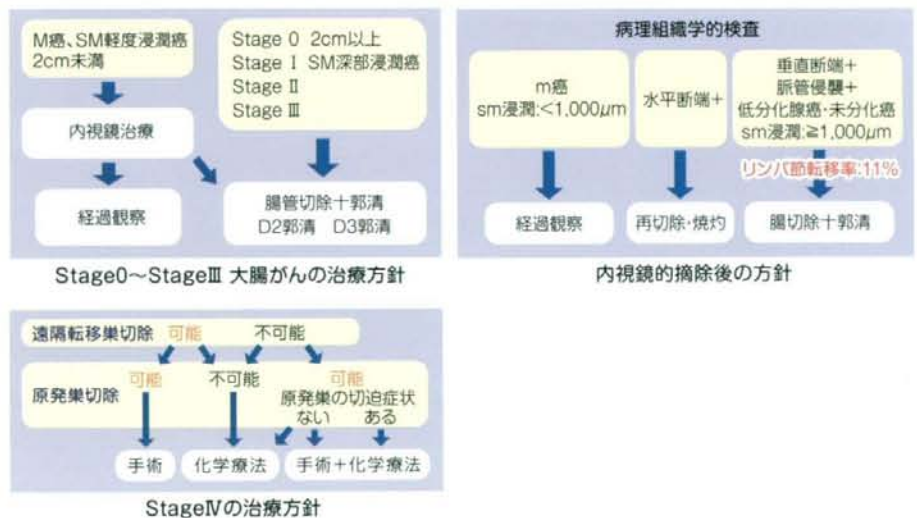 M癌、SM軽度浸潤癌
2cm未満
内視鏡治療
経過観察
Stage 0 2cm以上
Stage Ⅰ SM深部浸潤癌
Stage Ⅱ
Stage Ⅲ
腸管切除＋郭清
D2郭清 D3郭清
Stage0～StageⅢ 大腸がんの治療方針
病理組織学的検査
m癌
sm浸潤:<1,000μm
水平断端＋
垂直断端＋
脈管侵襲＋
低分化腺癌・未分化癌
sm浸潤:≧1,000μm
リンパ節転移率:11%
経過観察
再切除・焼灼
腸切除＋郭清
内視鏡的摘除後の方針
遠隔転移巣切除 可能 不可能
原発巣切除 可能 不可能 可能
原発巣の切迫症状
ない ある
手術 化学療法 手術＋化学療法
StageⅣの治療方針